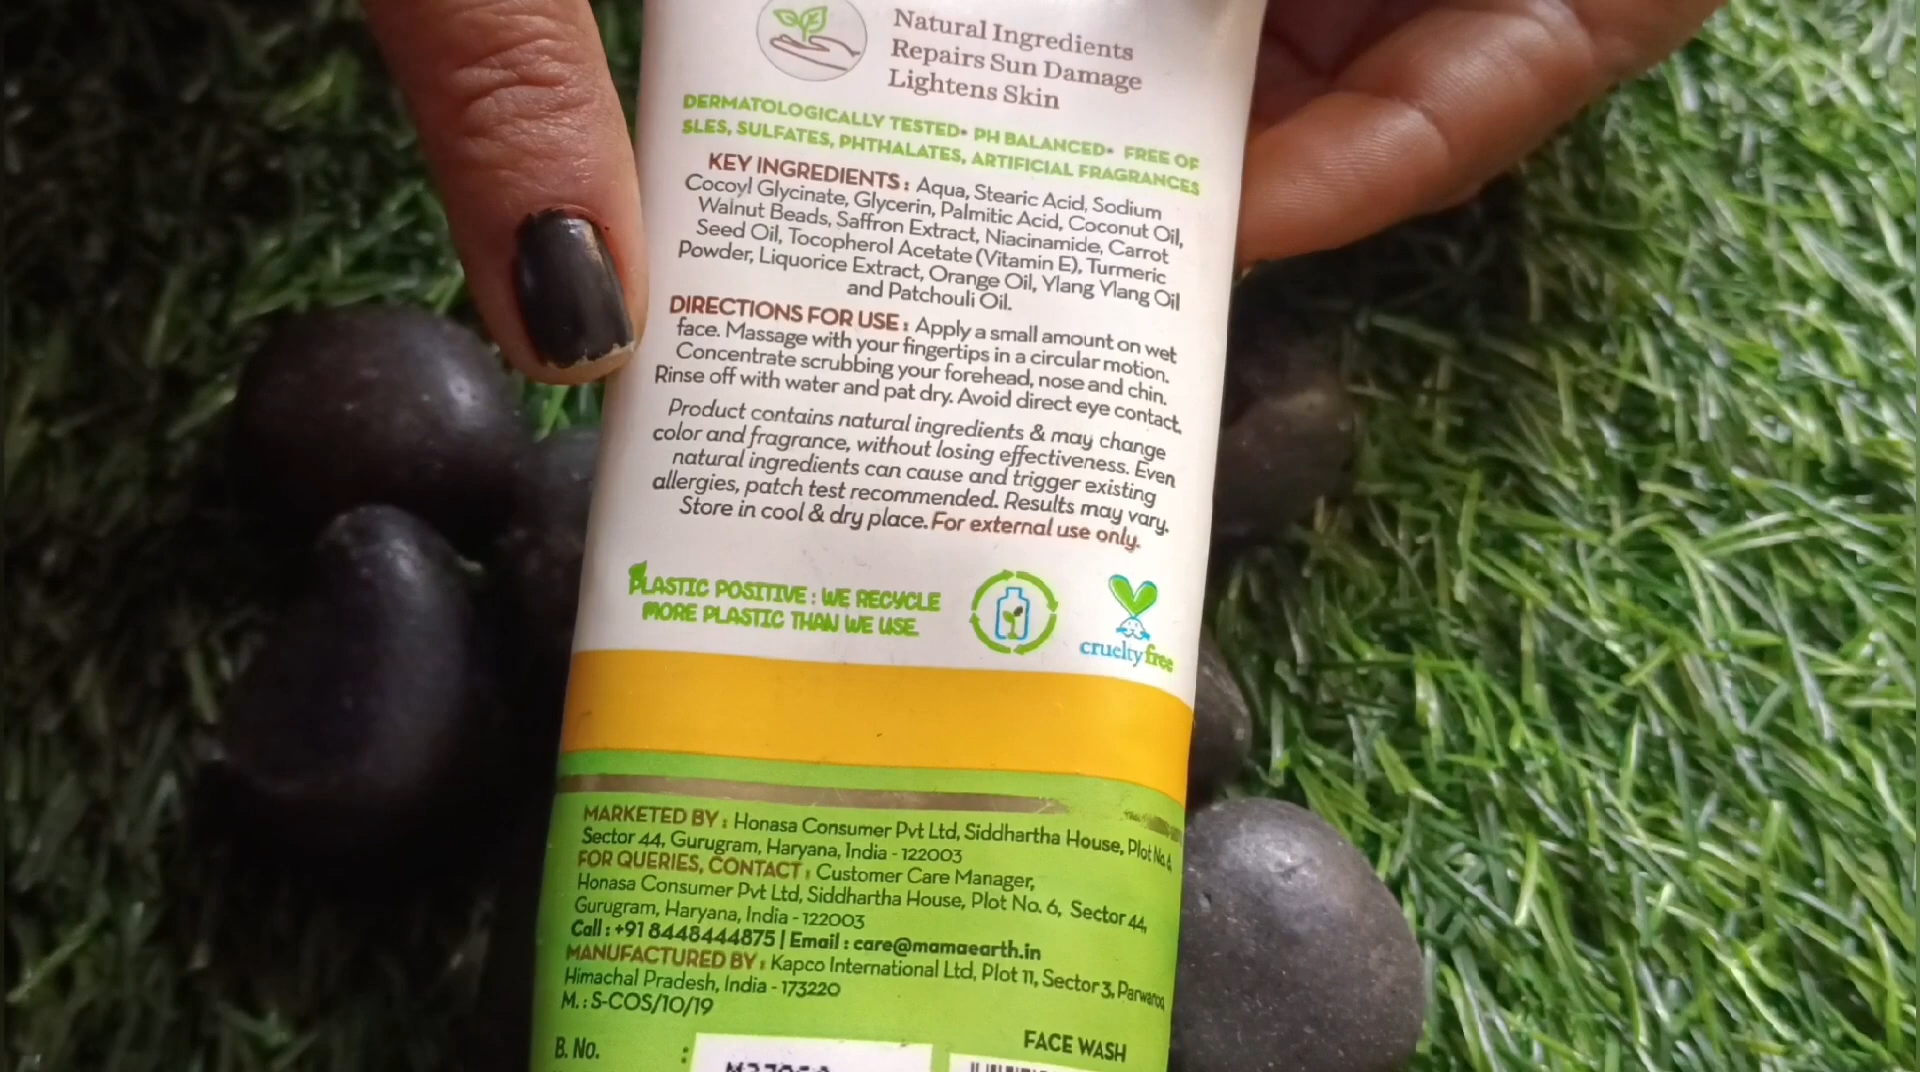 Natural Ingredients
Repairs Sun Damage
Lightens Skin
DERMATOLOGICALLY TESTED• PH BALANCED• FREE OF
SLES, SULFATES, PHTHALATES, ARTIFICIAL FRAGRANCES
KEY INGREDIENTS : Aqua, Stearic Acid, Sodium
Cocoyl Glycinate, Glycerin, Palmitic Acid, Coconut Oil,
Walnut Beads, Saffron Extract, Niacinamide, Carrot
Seed Oil, Tocopherol Acetate (Vitamin E), Turmeric
Powder, Liquorice Extract, Orange Oil, Ylang Ylang Oil
and Patchouli Oil.
DIRECTIONS FOR USE : Apply a small amount on wet
face. Massage with your fingertips in a circular motion.
Concentrate scrubbing your forehead, nose and chin.
Rinse off with water and pat dry. Avoid direct eye contact.
Product contains natural ingredients & may change
color and fragrance, without losing effectiveness. Even
natural ingredients can cause and trigger existing
allergies, patch test recommended. Results may vary.
Store in cool & dry place. For external use only.
PLASTIC POSITIVE : WE RECYCLE
MORE PLASTIC THAN WE USE
cruelty free
MARKETED BY : Honasa Consumer Pvt Ltd, Siddhartha House, Plot No. 6,
Sector 44, Gurugram, Haryana, India - 122003
FOR QUERIES, CONTACT : Customer Care Manager,
Honasa Consumer Pvt Ltd, Siddhartha House, Plot No. 6, Sector 44,
Gurugram, Haryana, India - 122003
Call : +91 8448444875 | Email : care@mamaearth.in
MANUFACTURED BY : Kapco International Ltd, Plot 11, Sector 3, Parwanoo,
Himachal Pradesh, India - 173220
M. : S-COS/10/19
FACE WASH
B. No. :